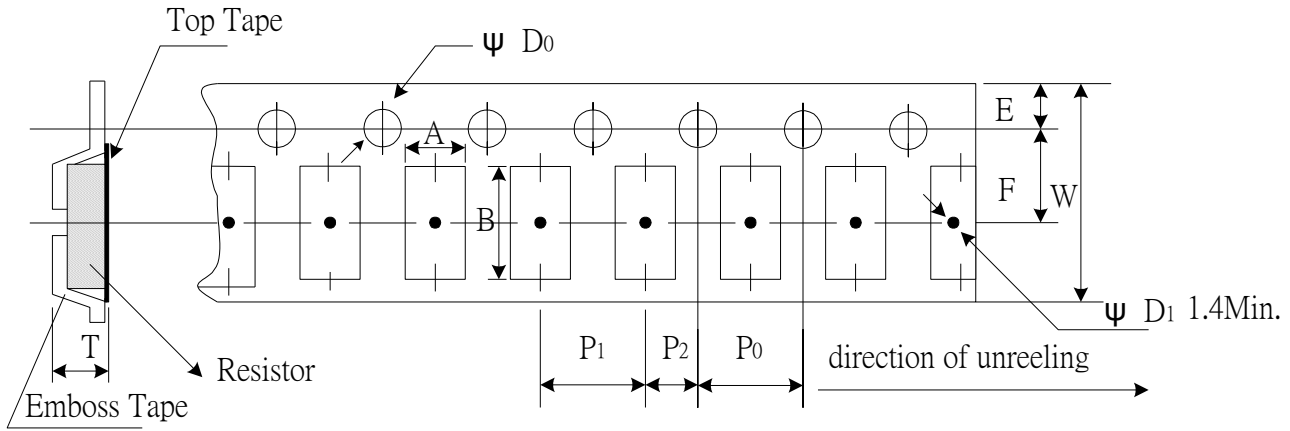 Top Tape
ψ D0
E
A
F
W
B
ψ D1 1.4Min.
T
P1
P2
P0
direction of unreeling
Resistor
Emboss Tape